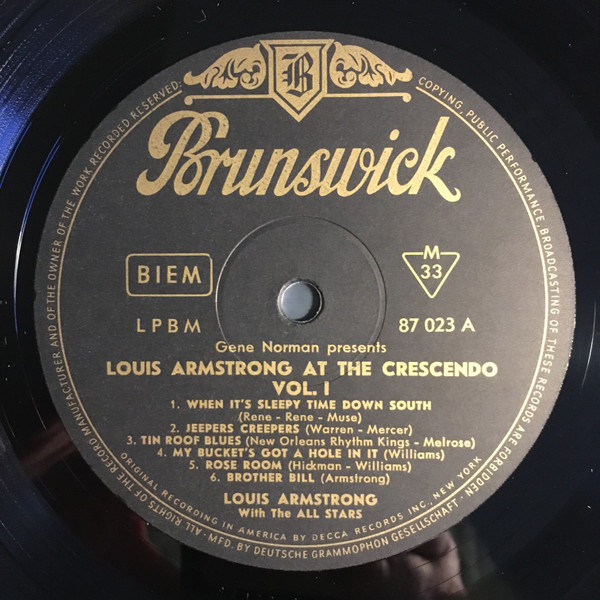 B
Brunswick
BIEM
M
33
LPBM
87 023 A
Gene Norman presents
LOUIS ARMSTRONG AT THE CRESCENDO
VOL. I
1. WHEN IT'S SLEEPY TIME DOWN SOUTH
(Rene - Rene - Muse)
2. JEEPERS CREEPERS (Warren - Mercer)
3. TIN ROOF BLUES (New Orleans Rhythm Kings - Melrose)
4. MY BUCKET'S GOT A HOLE IN IT (Williams)
5. ROSE ROOM (Hickman - Williams)
6. BROTHER BILL (Armstrong)
LOUIS ARMSTRONG
With The ALL STARS
ORIGINAL RECORDING IN AMERICA BY DECCA RECORDS INC., NEW YORK
ALL RIGHTS OF THE RECORD MANUFACTURER AND OF THE OWNER OF THE WORK RECORDED RESERVED.
COPYING, PUBLIC PERFORMANCE, BROADCASTING OF THESE RECORDS ARE FORBIDDEN
MFD. BY DEUTSCHE GRAMMOPHON GESELLSCHAFT